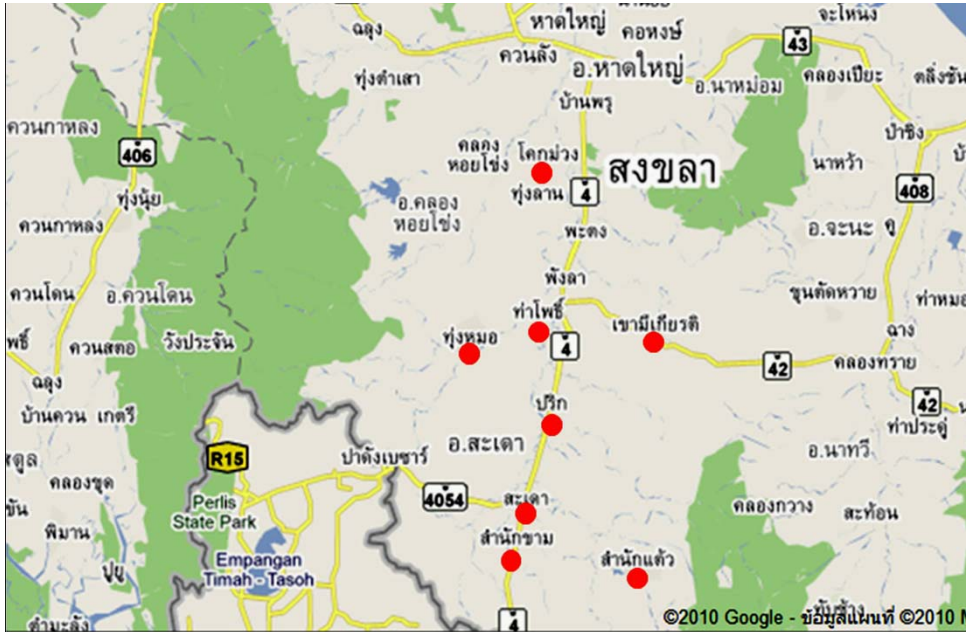 ฉลุง
หาดใหญ่
คอหงษ์
จะโหนง
ควนลัง
43
อ.หาดใหญ่
ทุ่งตำเสา
อ.นาหม่อม
คลองเปียะ
ตลิ่งชัน
บ้านพรุ
ควนกาหลง
406
คลอง
หอยโข่ง
โคกม่วง
สงขลา
ป่าชิง
นาหว้า
ทุ่งนุ้ย
ทุ่งลาน
4
408
อ.คลอง
หอยโข่ง
ควนกาหลง
พะตง
อ.จะนะ
คู
พังลา
ควนโดน
อ.ควนโดน
ขุนตัดหวาย
ท่าหมอ
ท่าโพธิ์
เขามีเกียรติ
ฉาง
พธิ์
ควนสตอ
วังประจัน
ทุ่งหมอ
4
42
คลองทราย
ฉลุง
ปริก
42
บ้านควน
เกตรี
ท่าประดู่
อ.สะเดา
อ.นาทวี
R15
ปาดังเบซาร์
คลองขุด
4054
สะเดา
คลองกวาง
สะท้อน
Perlis
State Park
พิมาน
สำนักขาม
Empangan
Timah - Tasoh
สำนักแต้ว
ปูยู
ตำมะลัง
4
©2010 Google - ข้อมูลแผนที่ ©2010